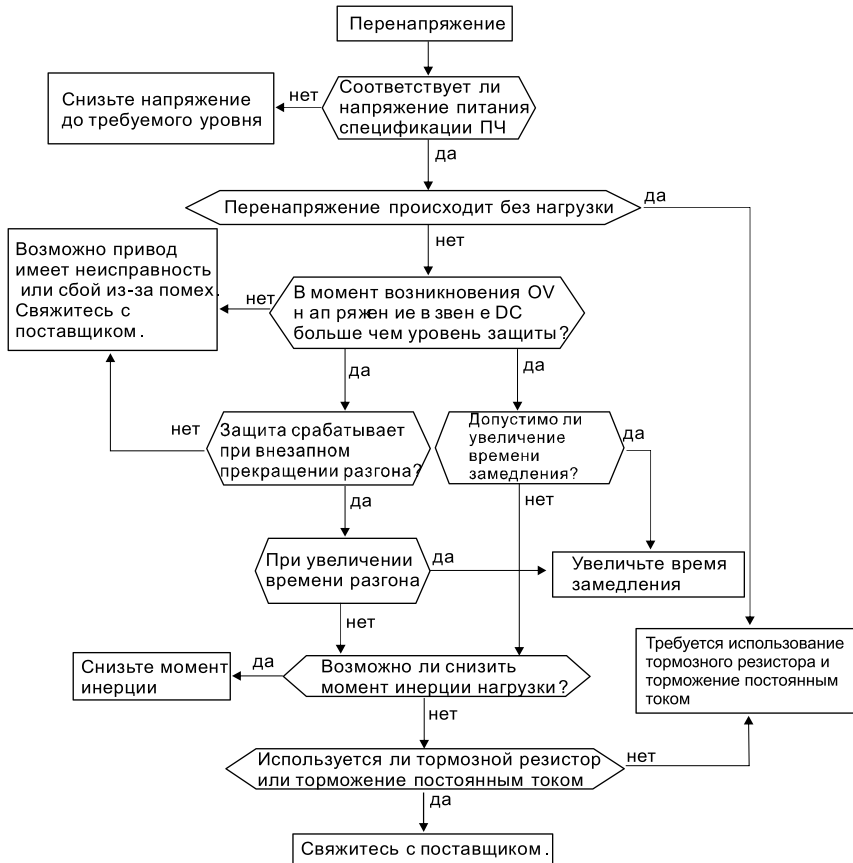 Перенапряжение
Соответствует ли
напряжение питания
спецификации ПЧ
нет
Снизьте напряжение
до требуемого уровня
да
Перенапряжение происходит без нагрузки
да
нет
Возможно привод
имеет неисправность
или сбой из-за помех.
Свяжитесь с
поставщиком.
нет
В момент возникновения OV
напряжение в звене DC
больше чем уровень защиты?
да
да
нет
Защита срабатывает
при внезапном
прекращении разгона?
Допустимо ли
увеличение
времени
замедления?
да
да
нет
При увеличении
времени разгона
да
Увеличьте время
замедления
нет
Снизьте момент
инерции
да
Возможно ли снизить
момент инерции нагрузки?
Требуется использование
тормозного резистора и
торможение постоянным
током
нет
Используется ли тормозной резистор
или торможение постоянным током
нет
да
Свяжитесь с поставщиком.